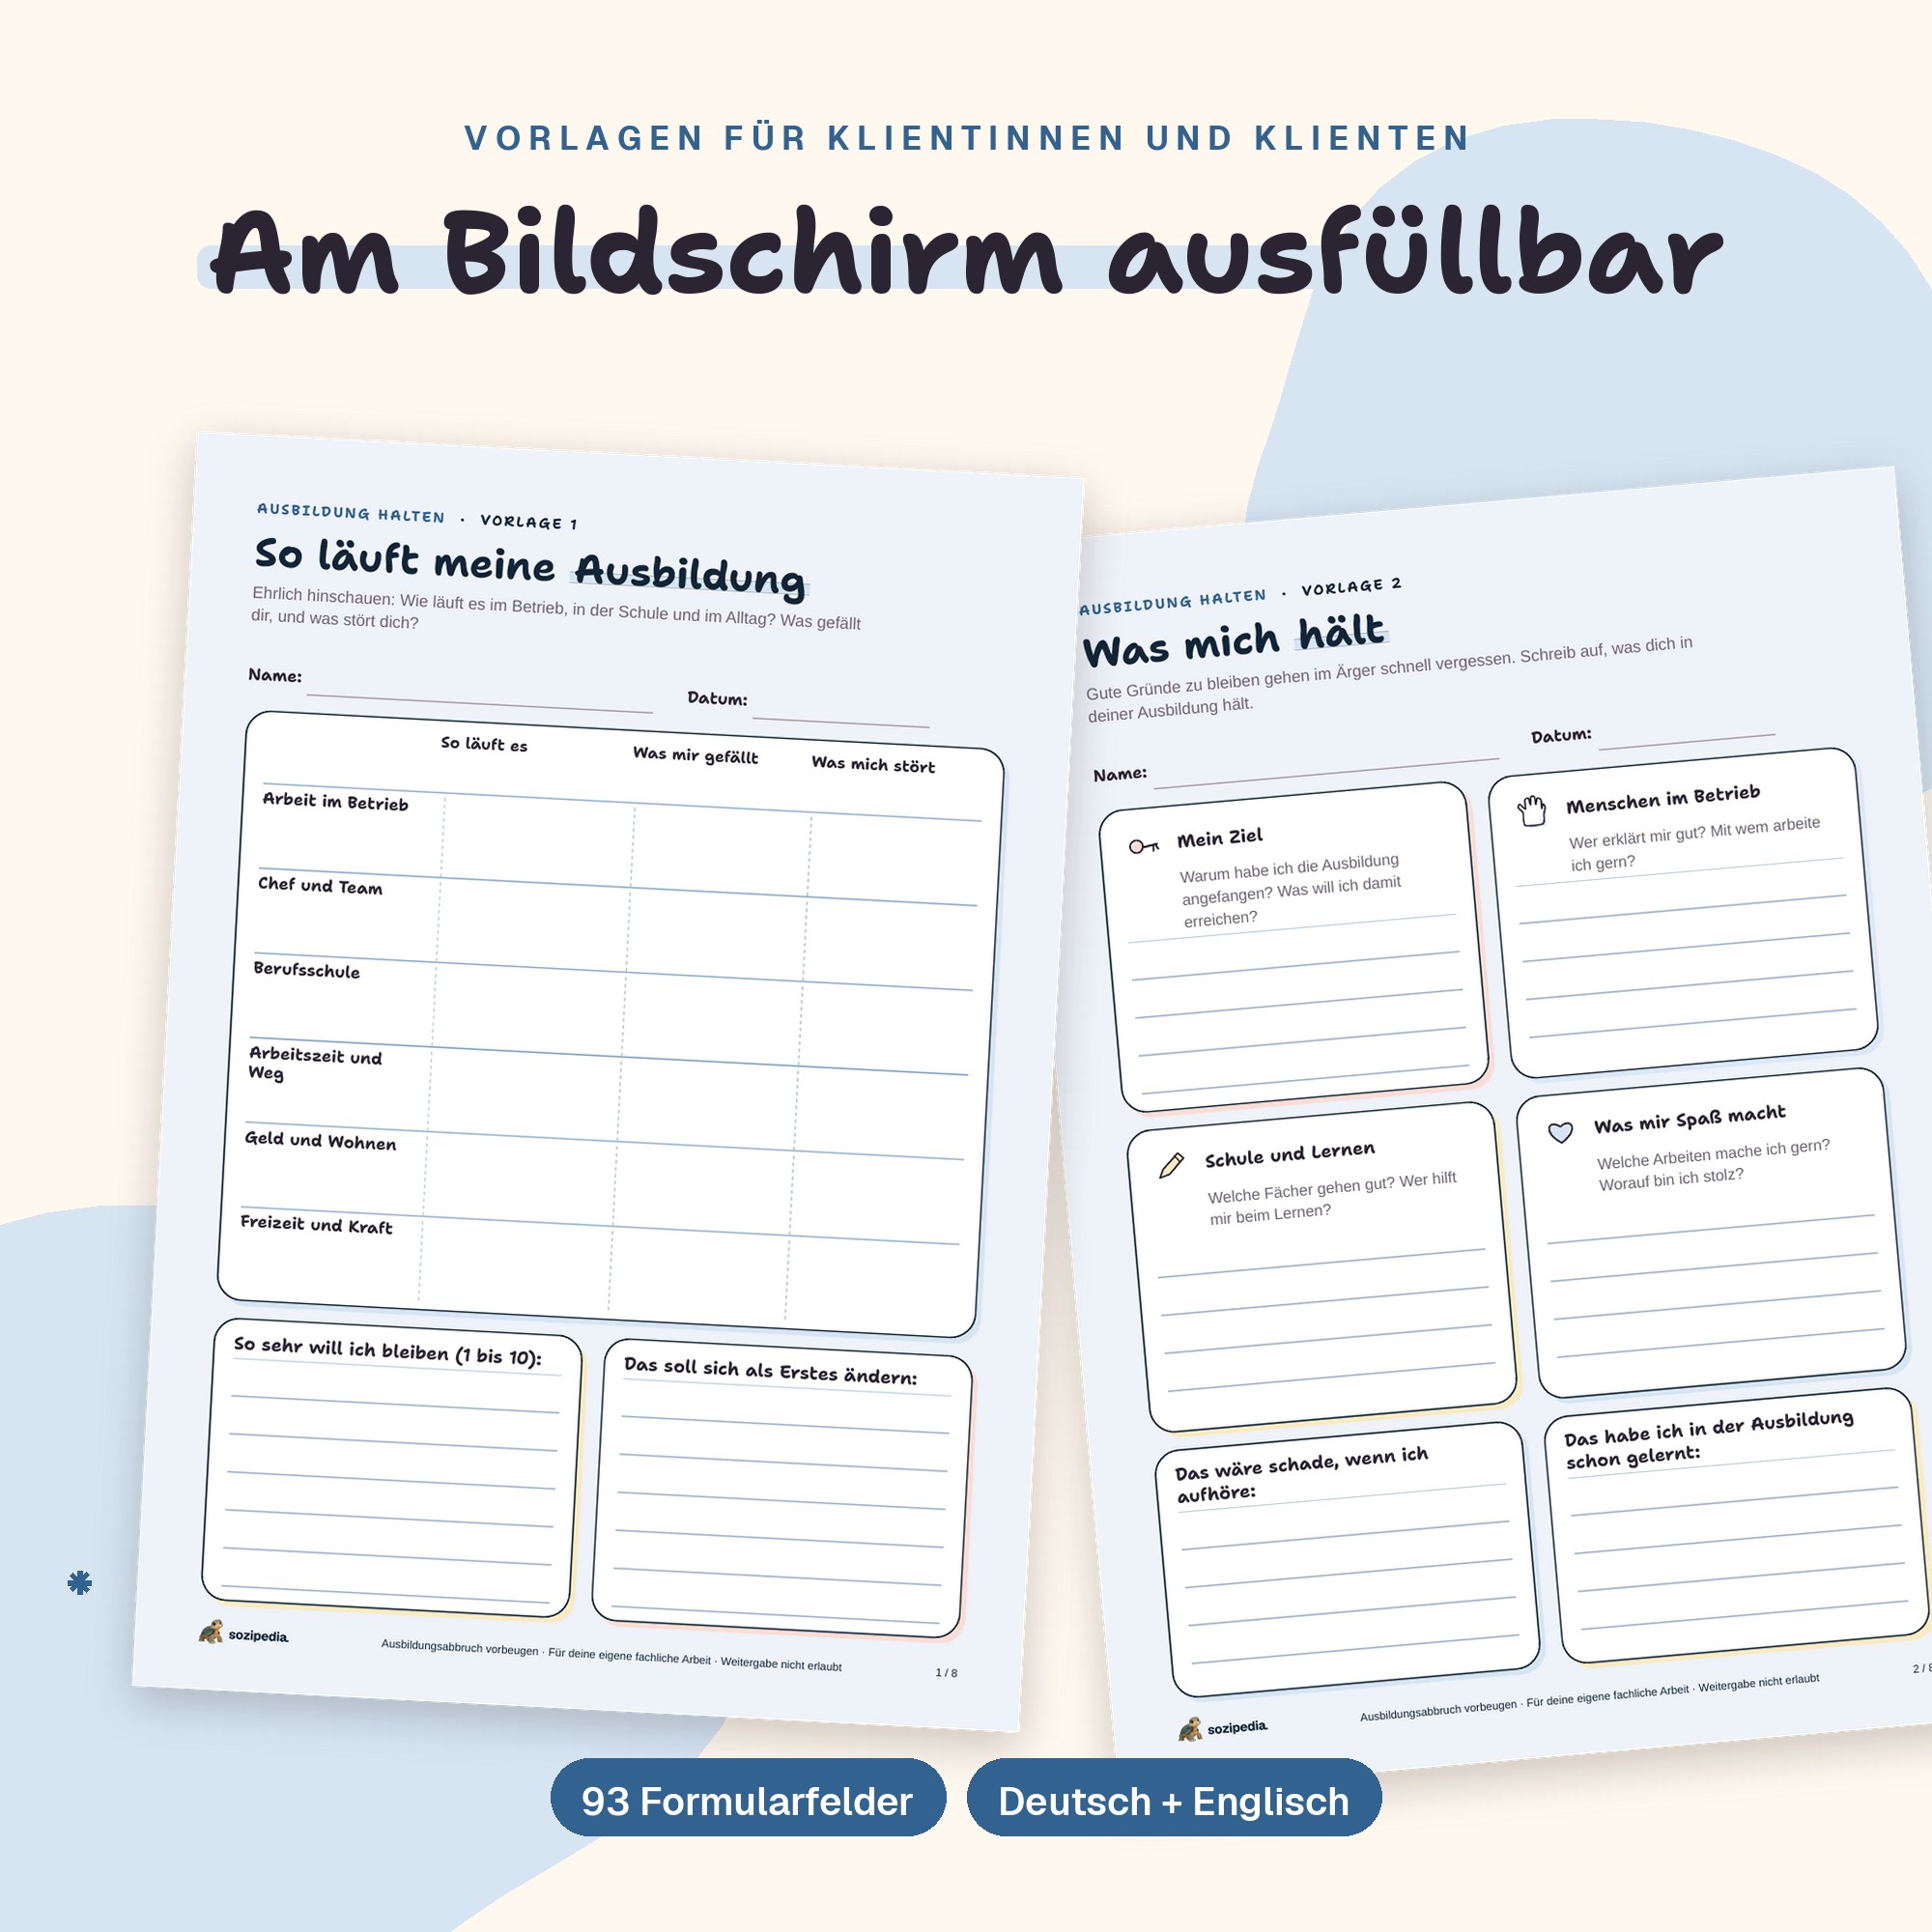 VORLAGEN FÜR KLIENTINNEN UND KLIENTEN
Am Bildschirm ausfüllbar
AUSBILDUNG HALTEN · VORLAGE 1
So läuft meine Ausbildung
Ehrlich hinschauen: Wie läuft es im Betrieb, in der Schule und im Alltag? Was gefällt
dir, und was stört dich?
Name:
Datum:
So läuft es
Was mir gefällt
Was mich stört
Arbeit im Betrieb
Chef und Team
Berufsschule
Arbeitszeit und
Weg
Geld und Wohnen
Freizeit und Kraft
So sehr will ich bleiben (1 bis 10):
Das soll sich als Erstes ändern:
sozipedia.
Ausbildungsabbruch vorbeugen · Für deine eigene fachliche Arbeit · Weitergabe nicht erlaubt
1 / 8
AUSBILDUNG HALTEN · VORLAGE 2
Was mich hält
Gute Gründe zu bleiben gehen im Ärger schnell vergessen. Schreib auf, was dich in
deiner Ausbildung hält.
Name:
Datum:
Mein Ziel
Warum habe ich die Ausbildung
angefangen? Was will ich damit
erreichen?
Menschen im Betrieb
Wer erklärt mir gut? Mit wem arbeite
ich gern?
Schule und Lernen
Welche Fächer gehen gut? Wer hilft
mir beim Lernen?
Was mir Spaß macht
Welche Arbeiten mache ich gern?
Worauf bin ich stolz?
Das wäre schade, wenn ich
aufhöre:
Das habe ich in der Ausbildung
schon gelernt:
sozipedia.
Ausbildungsabbruch vorbeugen · Für deine eigene fachliche Arbeit · Weitergabe nicht erlaubt
2 / 8
93 Formularfelder
Deutsch + Englisch